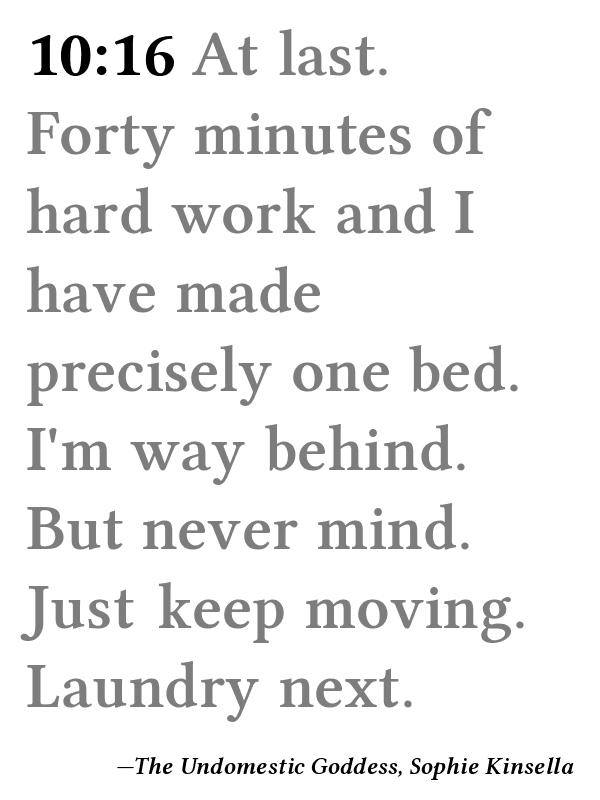 10:16 At last.
Forty minutes of
hard work and I
have made
precisely one bed.
I'm way behind.
But never mind.
Just keep moving.
Laundry next.
—The Undomestic Goddess, Sophie Kinsella